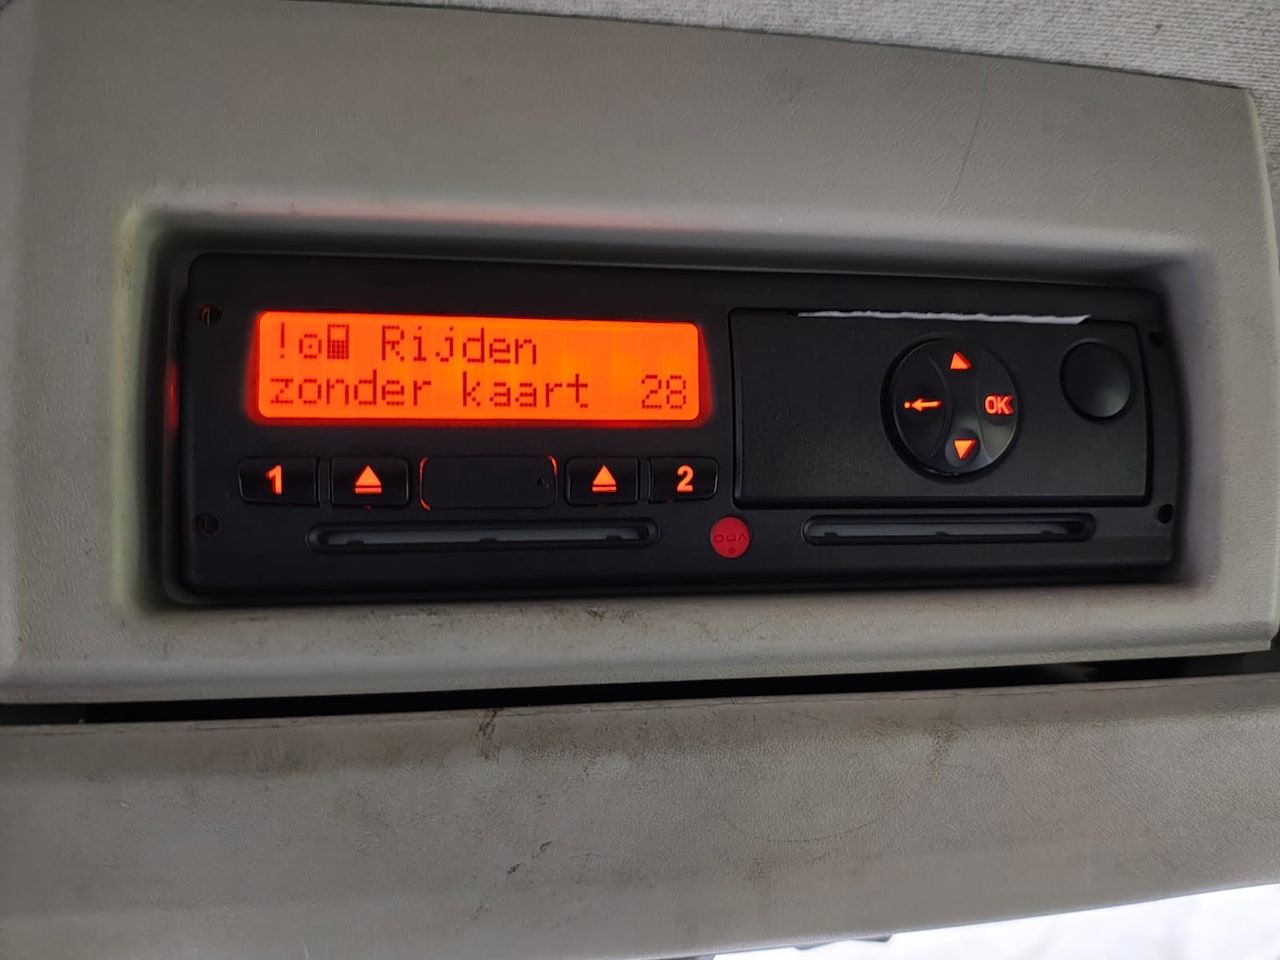 ! Rijden
zonder kaart 28
1
2
OK